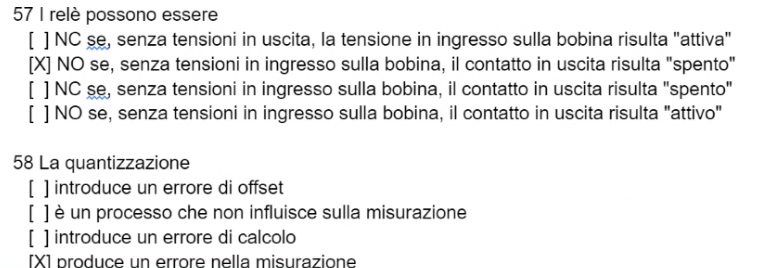 57 I relè possono essere
[ ] NC se, senza tensioni in uscita, la tensione in ingresso sulla bobina risulta "attiva"
[X] NO se, senza tensioni in ingresso sulla bobina, il contatto in uscita risulta "spento"
[ ] NC se, senza tensioni in ingresso sulla bobina, il contatto in uscita risulta "spento"
[ ] NO se, senza tensioni in ingresso sulla bobina, il contatto in uscita risulta "attivo"
58 La quantizzazione
[ ] introduce un errore di offset
[ ] è un processo che non influisce sulla misurazione
[ ] introduce un errore di calcolo
[X] produce un errore nella misurazione